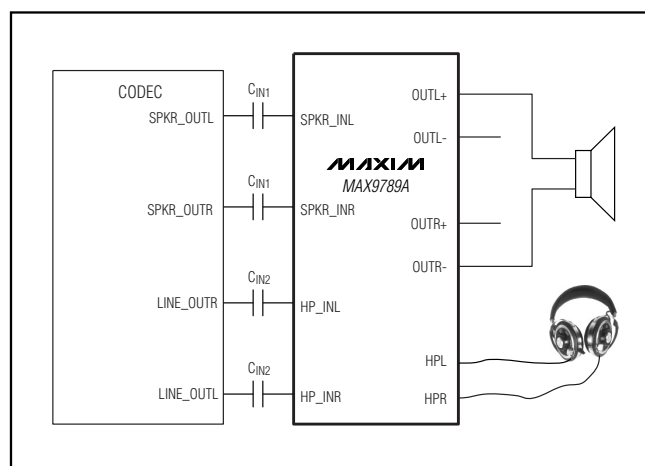 CODEC
SPKR_OUTL
SPKR_OUTR
LINE_OUTR
LINE_OUTL
CIN1
CIN1
CIN2
CIN2
SPKR_INL
SPKR_INR
HP_INL
HP_INR
MAXIM
MAX9789A
OUTL+
OUTL-
OUTR+
OUTR-
HPL
HPR